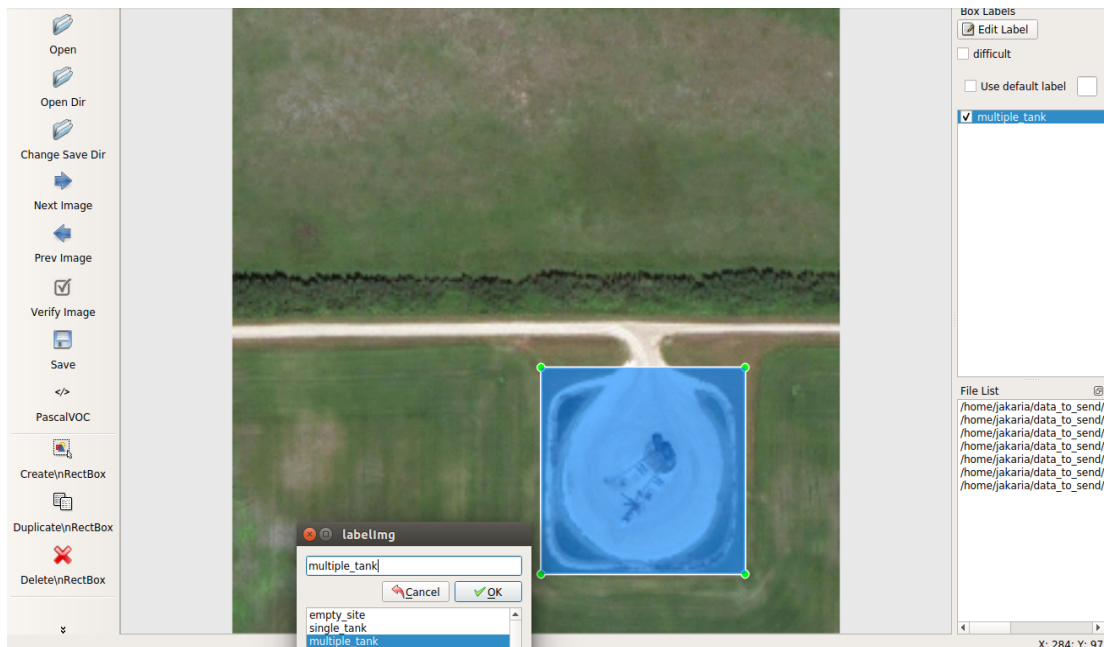 Open
Open Dir
Change Save Dir
Next Image
Prev Image
Verify Image
Save
</>
PascalVOC
Create\nRectBox
Duplicate\nRectBox
Delete\nRectBox
labelImg
multiple_tank
Cancel
OK
empty_site
single_tank
multiple_tank
Box Labels
Edit Label
difficult
Use default label
multiple_tank
File List
/home/jakaria/data_to_send/
/home/jakaria/data_to_send/
/home/jakaria/data_to_send/
/home/jakaria/data_to_send/
/home/jakaria/data_to_send/
/home/jakaria/data_to_send/
/home/jakaria/data_to_send/
X: 284; Y: 97